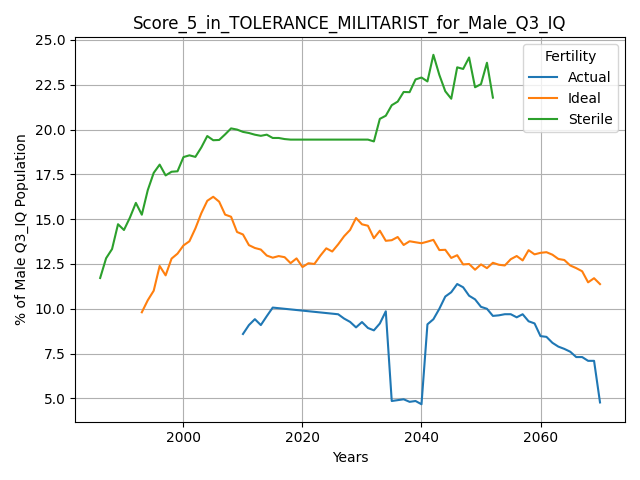 Score_5_in_TOLERANCE_MILITARIST_for_Male_Q3_IQ
% of Male Q3_IQ Population
25.0
22.5
20.0
17.5
15.0
12.5
10.0
7.5
5.0
Fertility
Actual
Ideal
Sterile
2000
2020
2040
2060
Years